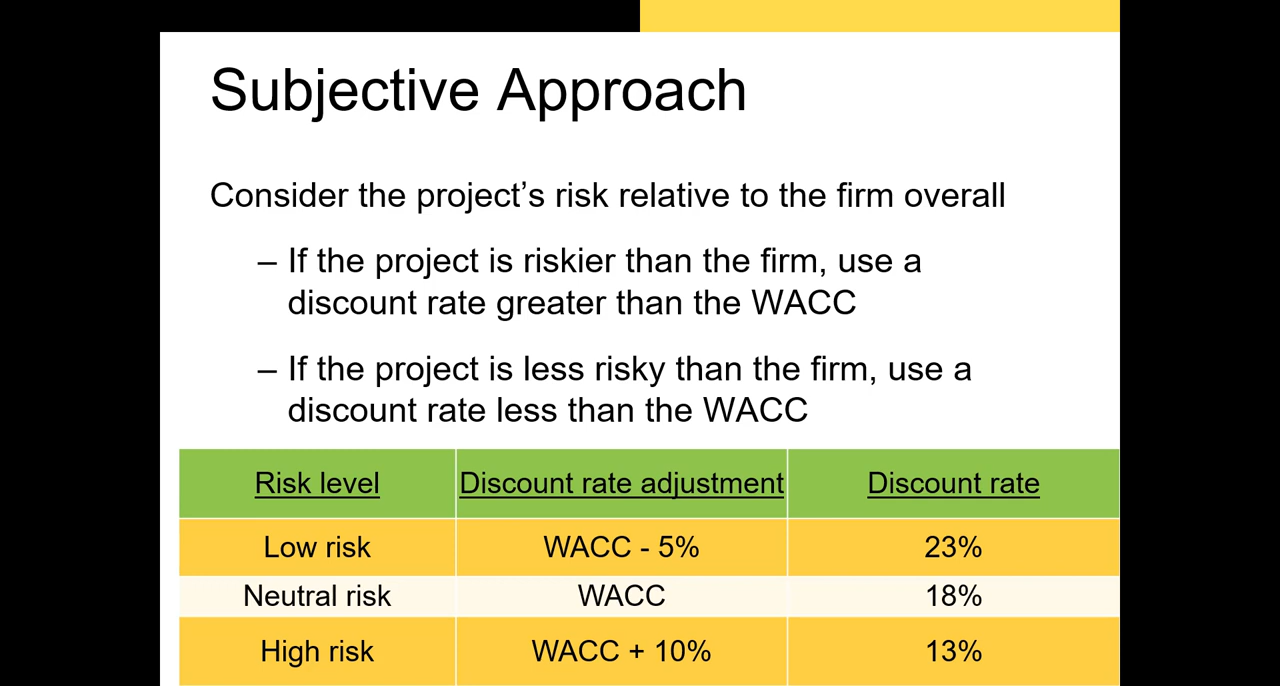 Subjective Approach
Consider the project’s risk relative to the firm overall
– If the project is riskier than the firm, use a
discount rate greater than the WACC
– If the project is less risky than the firm, use a
discount rate less than the WACC
Risk level Discount rate adjustment Discount rate
Low risk WACC - 5% 23%
Neutral risk WACC 18%
High risk WACC + 10% 13%